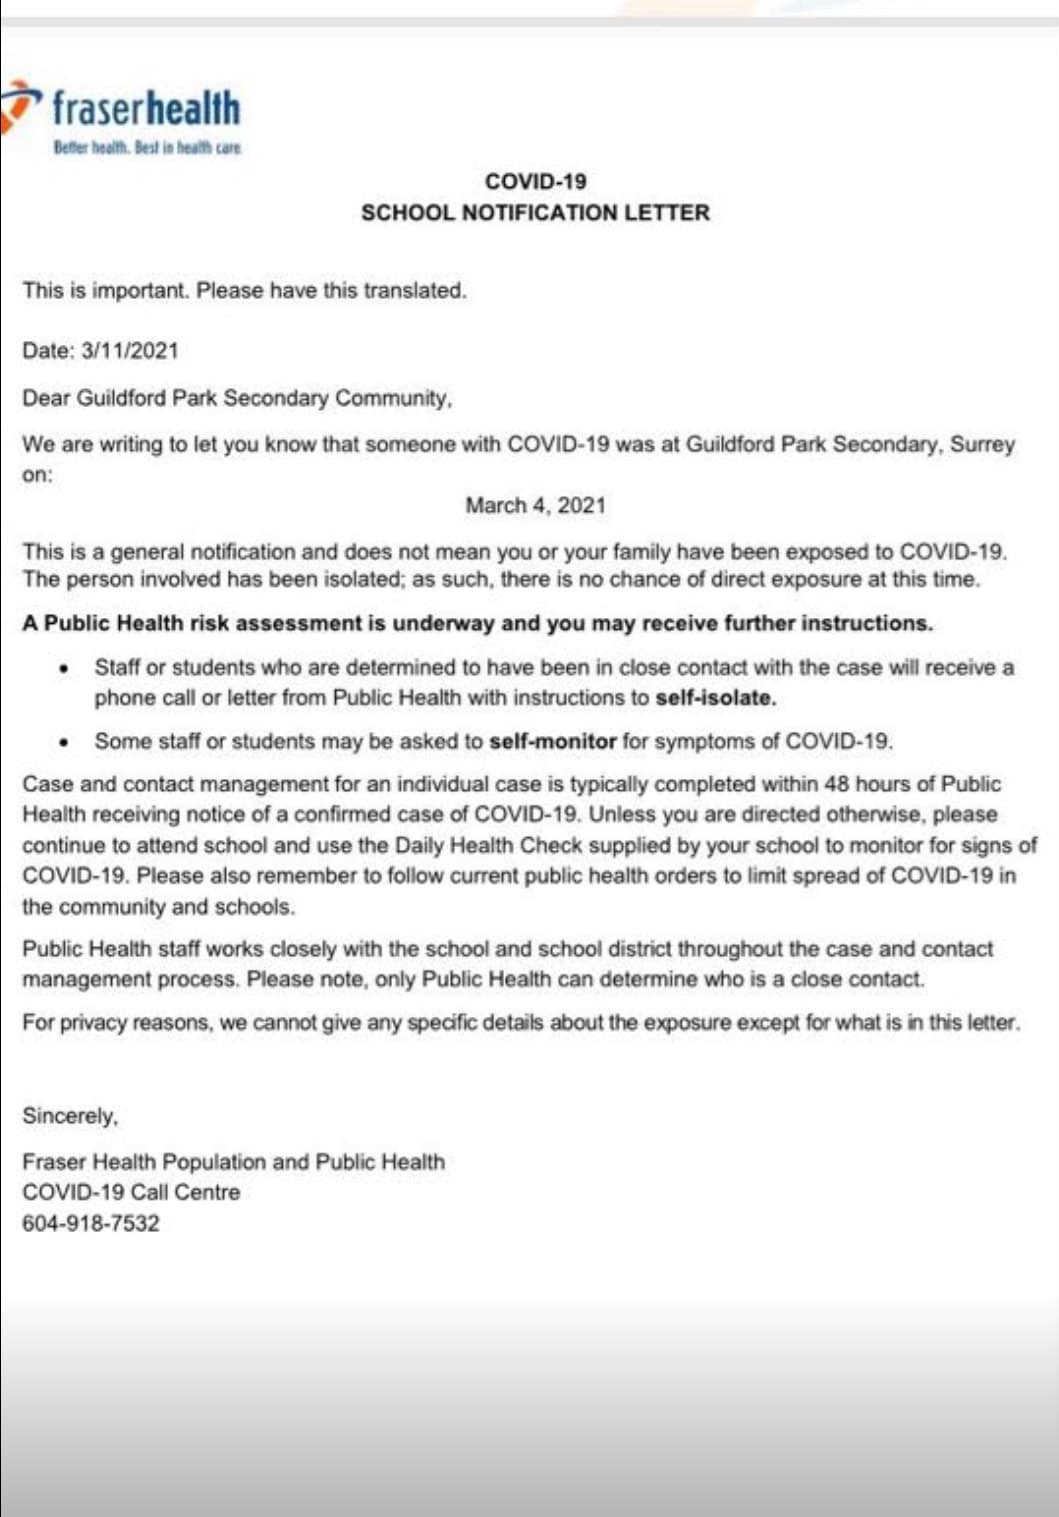 fraserhealth
Better health. Best in health care
COVID-19
SCHOOL NOTIFICATION LETTER
This is important. Please have this translated.
Date: 3/11/2021
Dear Guildford Park Secondary Community,
We are writing to let you know that someone with COVID-19 was at Guildford Park Secondary, Surrey
on:
March 4, 2021
This is a general notification and does not mean you or your family have been exposed to COVID-19.
The person involved has been isolated; as such, there is no chance of direct exposure at this time.
A Public Health risk assessment is underway and you may receive further instructions.
• Staff or students who are determined to have been in close contact with the case will receive a
phone call or letter from Public Health with instructions to self-isolate.
• Some staff or students may be asked to self-monitor for symptoms of COVID-19.
Case and contact management for an individual case is typically completed within 48 hours of Public
Health receiving notice of a confirmed case of COVID-19. Unless you are directed otherwise, please
continue to attend school and use the Daily Health Check supplied by your school to monitor for signs of
COVID-19. Please also remember to follow current public health orders to limit spread of COVID-19 in
the community and schools.
Public Health staff works closely with the school and school district throughout the case and contact
management process. Please note, only Public Health can determine who is a close contact.
For privacy reasons, we cannot give any specific details about the exposure except for what is in this letter.
Sincerely,
Fraser Health Population and Public Health
COVID-19 Call Centre
604-918-7532